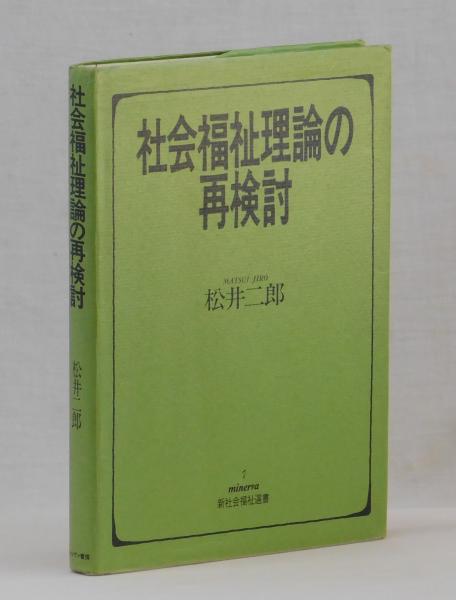 社会福祉理論の再検討
松井二郎
社会福祉理論の
再検討
MATSUI JIRO
松井二郎
7
minerva
新社会福祉選書